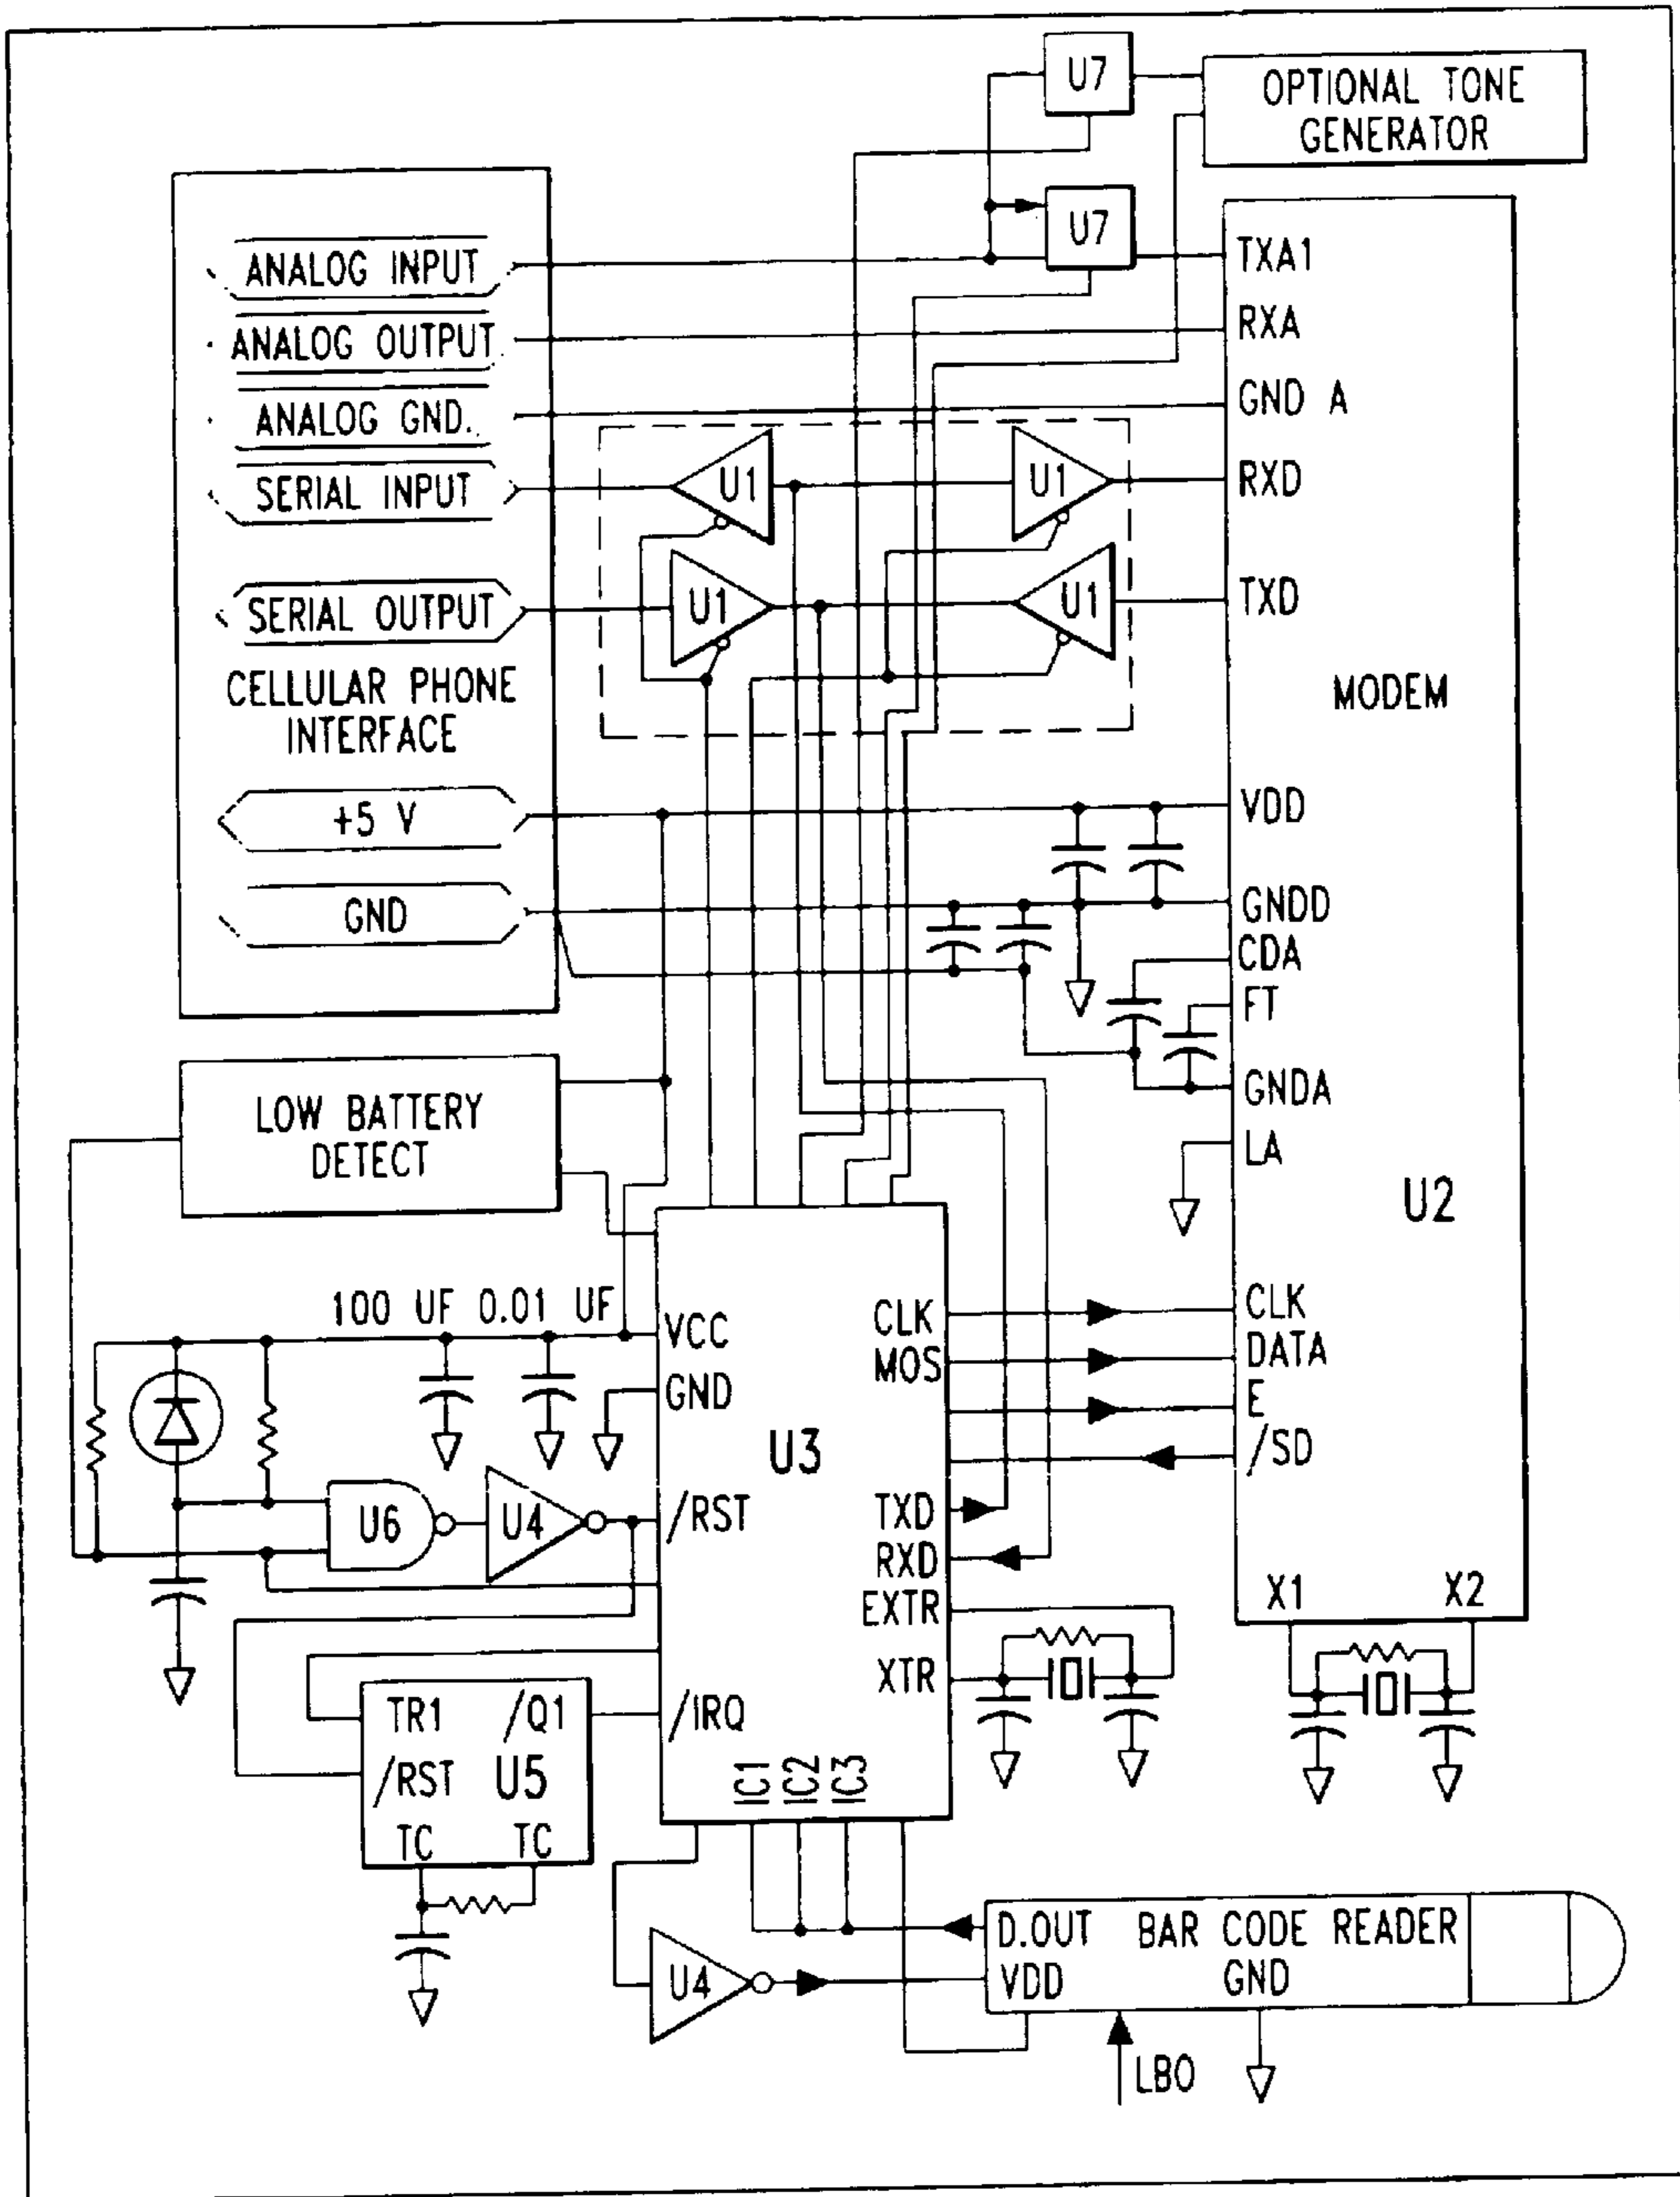 U7
OPTIONAL TONE
GENERATOR
U7
ANALOG INPUT
ANALOG OUTPUT
ANALOG GND.
SERIAL INPUT
SERIAL OUTPUT
CELLULAR PHONE
INTERFACE
+5 V
GND
U1
U1
U1
U1
TXA1
RXA
GND A
RXD
TXD
MODEM
VDD
GNDD
CDA
FT
GNDA
LA
U2
CLK
DATA
E
/SD
X1
X2
LOW BATTERY
DETECT
100 UF 0.01 UF
VCC
GND
U3
/RST
/IRQ
CLK
MOS
TXD
RXD
EXTR
XTR
IC1
IC2
IC3
U6
U4
TR1
/Q1
/RST
U5
TC
TC
U4
D.OUT
BAR CODE READER
VDD
GND
LBO